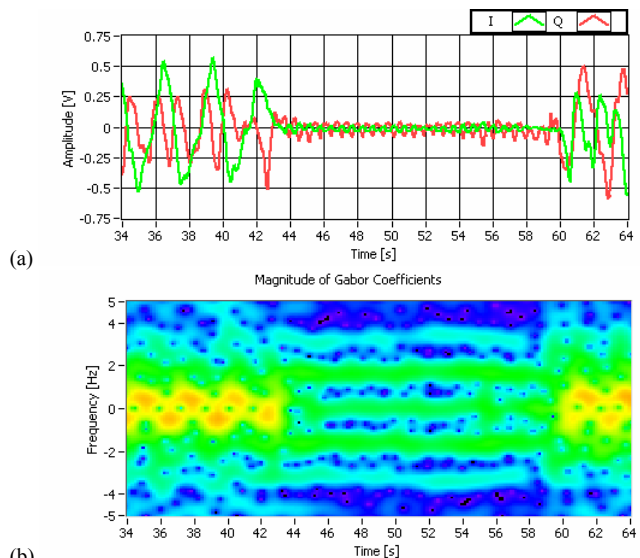 I Q
0.75
0.5
0.25
0
-0.25
-0.5
-0.75
Amplitude [V]
34 36 38 40 42 44 46 48 50 52 54 56 58 60 62 64
Time [s]
(a)
Magnitude of Gabor Coefficients
5
4
2
0
-2
-4
-5
Frequency [Hz]
34 36 38 40 42 44 46 48 50 52 54 56 58 60 62 64
Time [s]
(b)